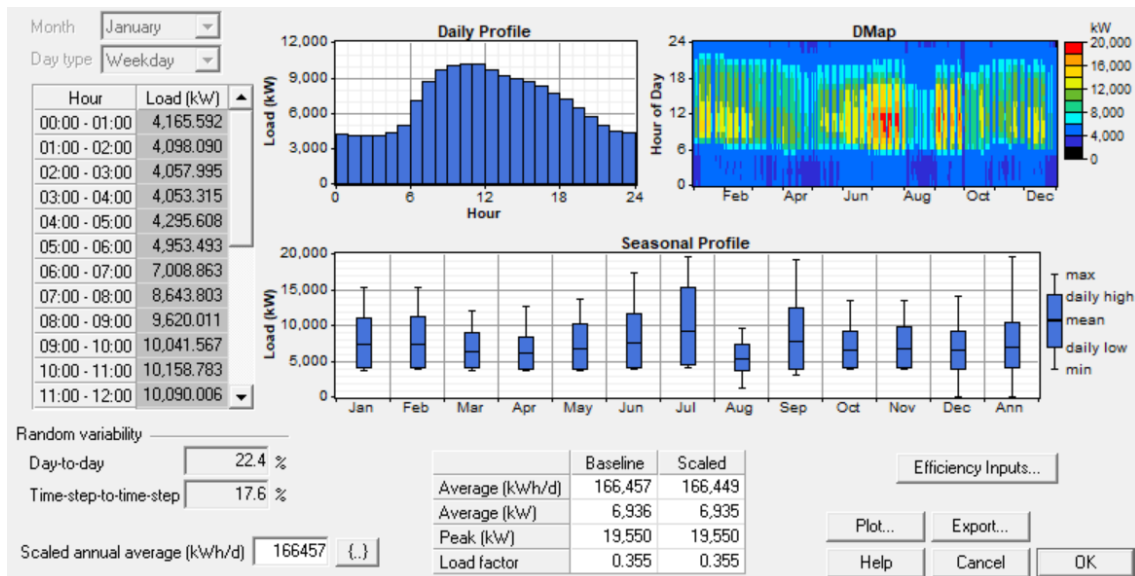 Month January
Day type Weekday
Hour Load (kW)
00:00 - 01:00 4,165.592
01:00 - 02:00 4,098.090
02:00 - 03:00 4,057.995
03:00 - 04:00 4,053.315
04:00 - 05:00 4,295.608
05:00 - 06:00 4,953.493
06:00 - 07:00 7,008.863
07:00 - 08:00 8,643.803
08:00 - 09:00 9,620.011
09:00 - 10:00 10,041.567
10:00 - 11:00 10,158.783
11:00 - 12:00 10,090.006
Daily Profile
Load (kW)
12,000
9,000
6,000
3,000
0
0 6 12 18 24
Hour
DMap
Hour of Day
24
18
12
6
0
Feb Apr Jun Aug Oct Dec
kW
20,000
16,000
12,000
8,000
4,000
0
Seasonal Profile
Load (kW)
20,000
15,000
10,000
5,000
0
Jan Feb Mar Apr May Jun Jul Aug Sep Oct Nov Dec Ann
max
daily high
mean
daily low
min
Random variability
Day-to-day 22.4 %
Time-step-to-time-step 17.6 %
Scaled annual average (kWh/d) 166457 {..}
Baseline Scaled
Average (kWh/d) 166,457 166,449
Average (kW) 6,936 6,935
Peak (kW) 19,550 19,550
Load factor 0.355 0.355
Efficiency Inputs...
Plot... Export...
Help Cancel OK